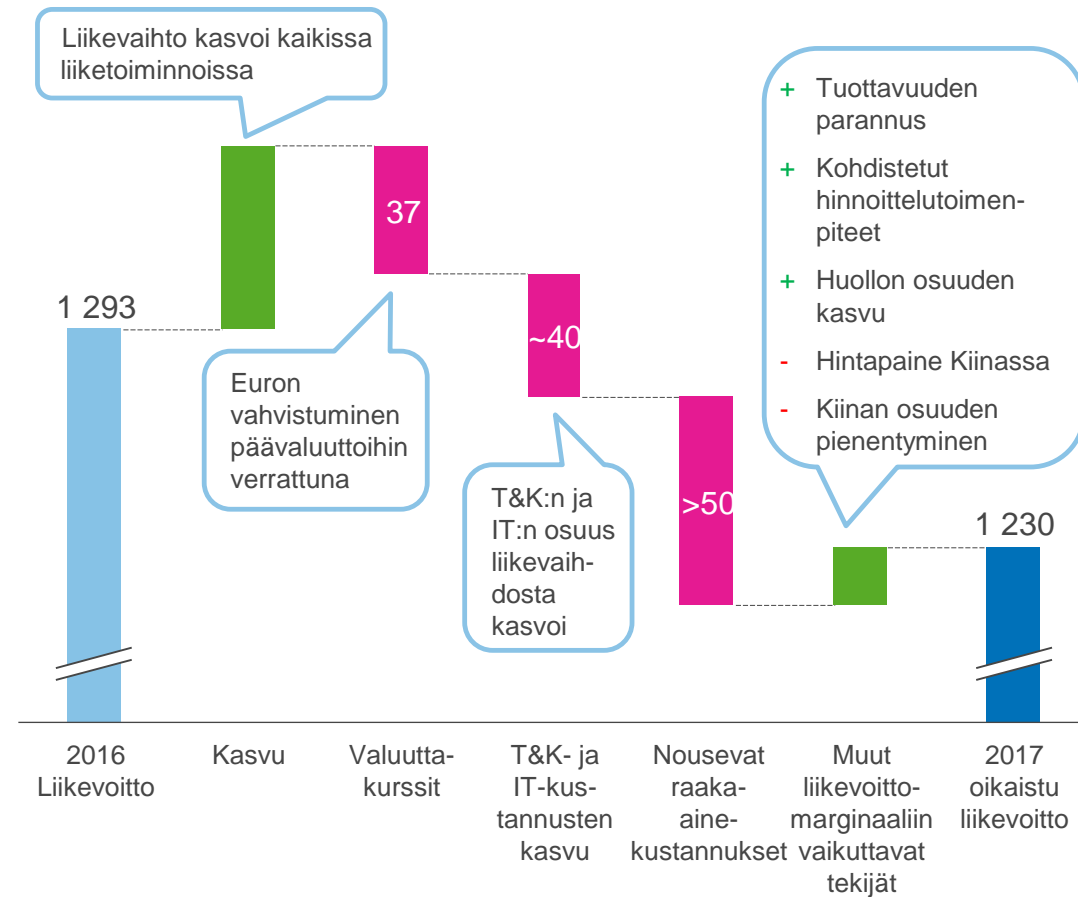 Liikevaihto kasvoi kaikissa
liiketoiminnoissa
+ Tuottavuuden
parannus
+ Kohdistetut
hinnoittelutoimen-
piteet
+ Huollon osuuden
kasvu
- Hintapaine Kiinassa
- Kiinan osuuden
pienentyminen
1 293
37
~40
>50
1 230
Euron
vahvistuminen
päävaluuttoihin
verrattuna
T&K:n ja
IT:n osuus
liikevaih-
dosta
kasvoi
2016
Liikevoitto
Kasvu
Valuutta-
kurssit
T&K- ja
IT-kus-
tannusten
kasvu
Nousevat
raaka-
aine-
kustannukset
Muut
liikevoitto-
marginaaliin
vaikuttavat
tekijät
2017
oikaistu
liikevoitto